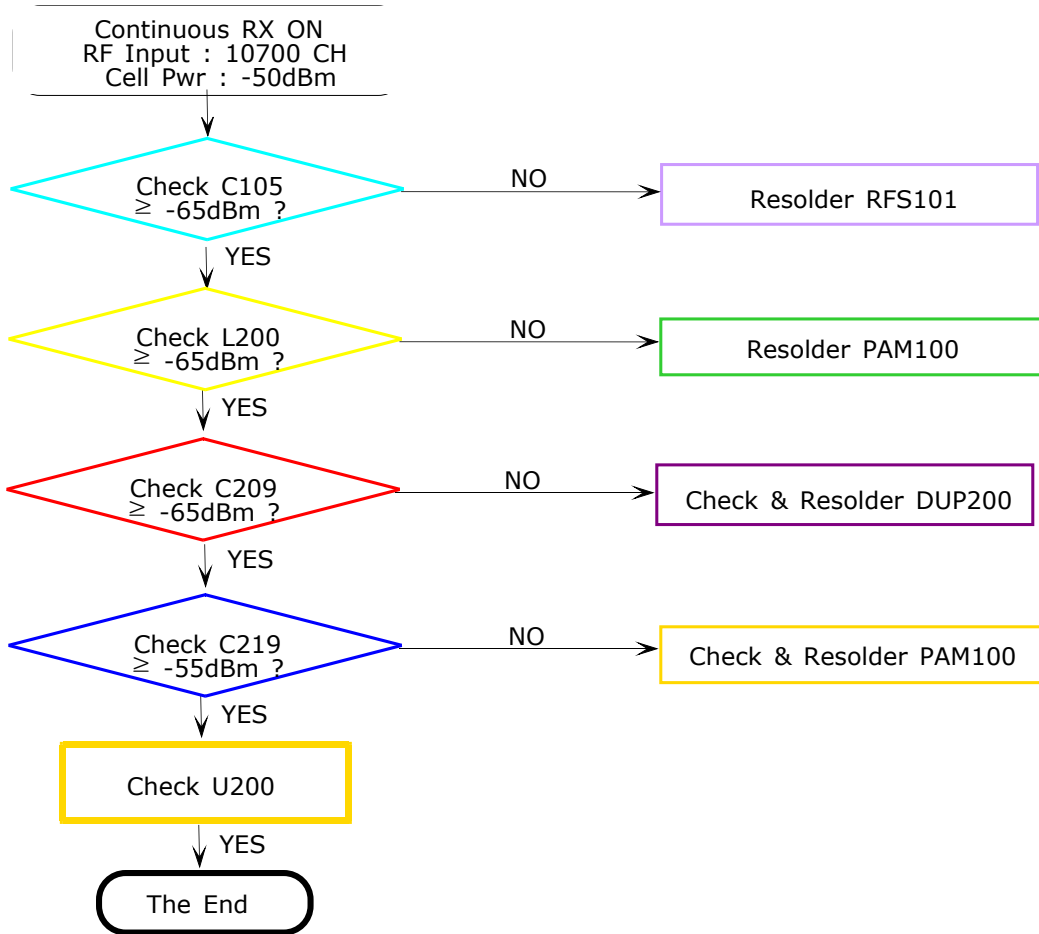 Continuous RX ON
RF Input : 10700 CH
Cell Pwr : -50dBm
Check C105
≥ -65dBm ?
NO
Resolder RFS101
YES
Check L200
≥ -65dBm ?
NO
Resolder PAM100
YES
Check C209
≥ -65dBm ?
NO
Check & Resolder DUP200
YES
Check C219
≥ -55dBm ?
NO
Check & Resolder PAM100
YES
Check U200
YES
The End